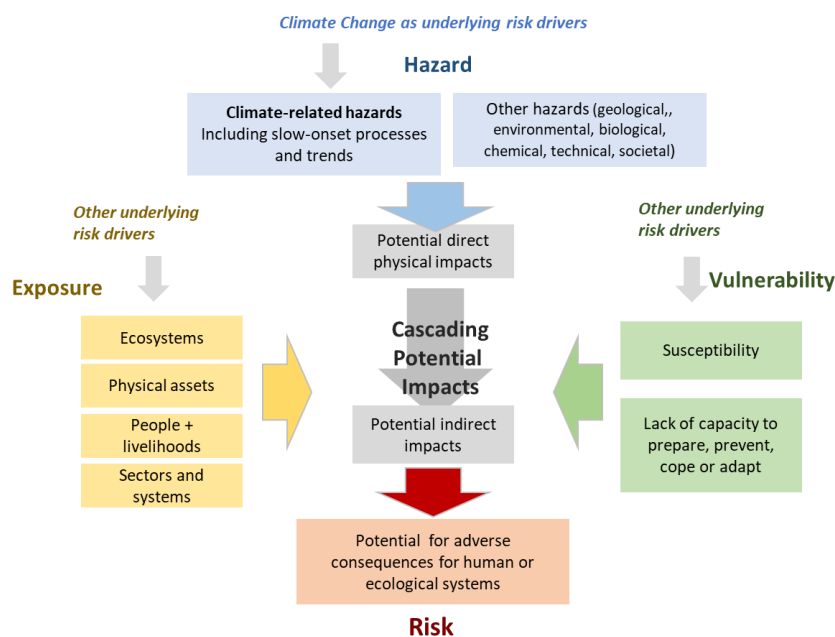 Climate Change as underlying risk drivers
Hazard
Climate-related hazards
Including slow-onset processes
and trends
Other hazards (geological,,
environmental, biological,
chemical, technical, societal)
Other underlying
risk drivers
Exposure
Ecosystems
Physical assets
People +
livelihoods
Sectors and
systems
Potential direct
physical impacts
Cascading
Potential
Impacts
Potential indirect
impacts
Other underlying
risk drivers
Vulnerability
Susceptibility
Lack of capacity to
prepare, prevent,
cope or adapt
Potential for adverse
consequences for human or
ecological systems
Risk